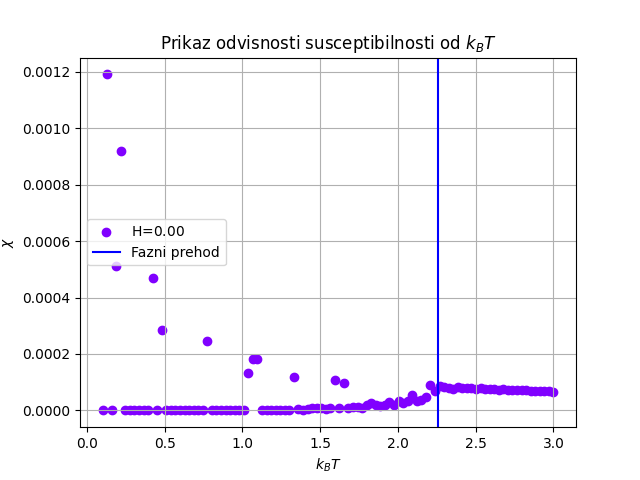 Prikaz odvisnosti susceptibilnosti od $k_BT$
0.0012
0.0010
0.0008
0.0006
0.0004
0.0002
0.0000
χ
H=0.00
Fazni prehod
0.0 0.5 1.0 1.5 2.0 2.5 3.0
$k_BT$